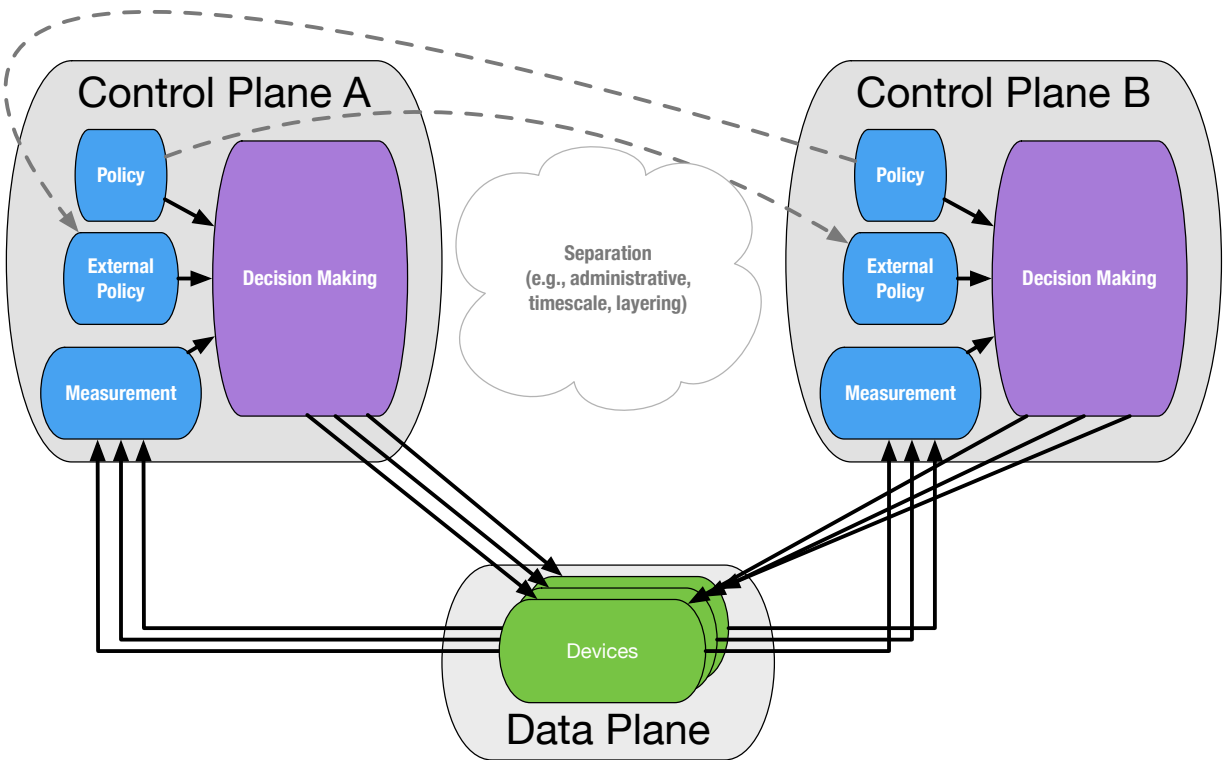 Control Plane A
Policy
External
Policy
Decision Making
Measurement
Separation
(e.g., administrative,
timescale, layering)
Control Plane B
Policy
External
Policy
Decision Making
Measurement
Devices
Data Plane